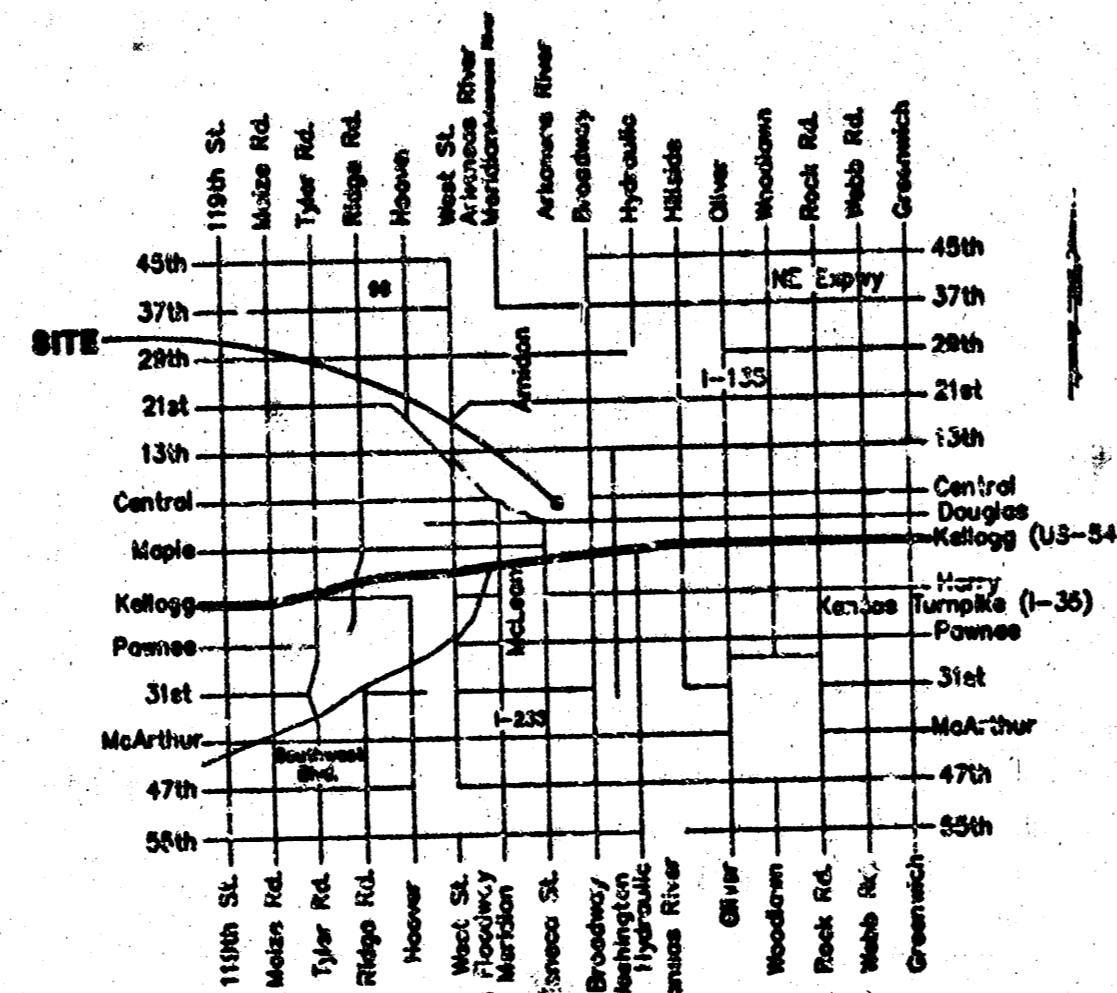 119th St.
Maize Rd.
Tyler Rd.
Ridge Rd.
Hoover
West St.
Arkansas River
Meridian
River
Arkansas River
Broadway
Hydraulic
Hillside
Oliver
Woodlawn
Rock Rd.
Webb Rd.
Greenwich
45th
45th
96
NE Expwy
37th
37th
SITE
29th
29th
Amidon
I-135
21st
21st
13th
13th
Central
Central
Douglas
Maple
Kellogg (US-54
Harry
Kellogg
McLean
Kansas Turnpike (I-35)
Pawnee
Pawnee
31st
31st
I-235
McArthur
McArthur
Southwest
Blvd.
47th
47th
55th
55th
119th St.
Maize Rd.
Tyler Rd.
Ridge Rd.
Hoover
West St.
Floodway
Meridian
Seneca St.
Broadway
Washington
Hydraulic
ansas River
Oliver
Woodlawn
Rock Rd.
Webb Rd.
Greenwich